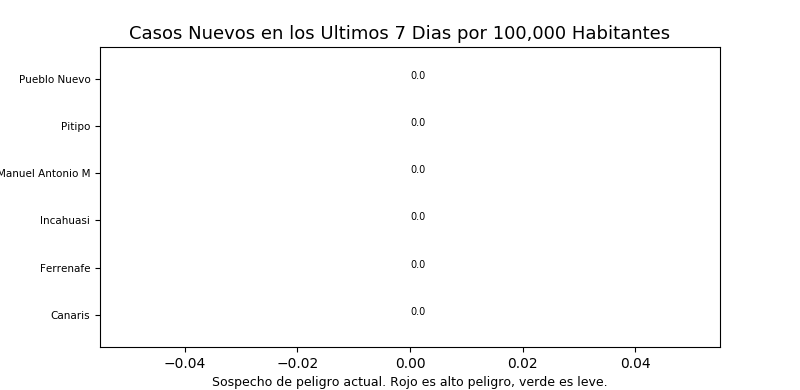 Casos Nuevos en los Ultimos 7 Dias por 100,000 Habitantes
Pueblo Nuevo 0.0
Pitipo 0.0
Manuel Antonio M 0.0
Incahuasi 0.0
Ferrenafe 0.0
Canaris 0.0
−0.04 −0.02 0.00 0.02 0.04
Sospecho de peligro actual. Rojo es alto peligro, verde es leve.